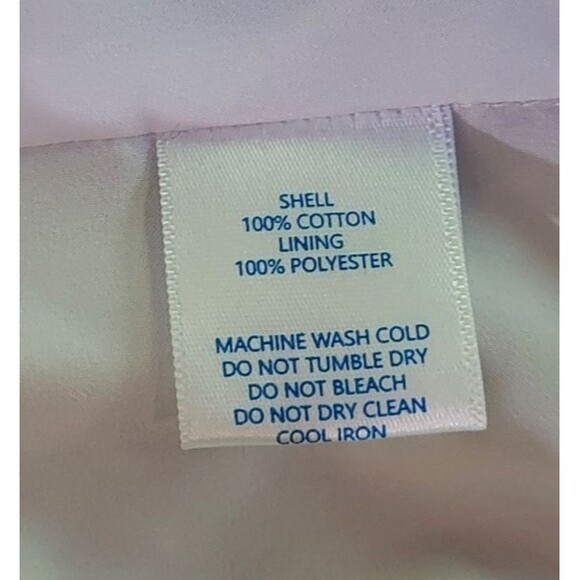 SHELL
100% COTTON
LINING
100% POLYESTER
MACHINE WASH COLD
DO NOT TUMBLE DRY
DO NOT BLEACH
DO NOT DRY CLEAN
COOL IRON